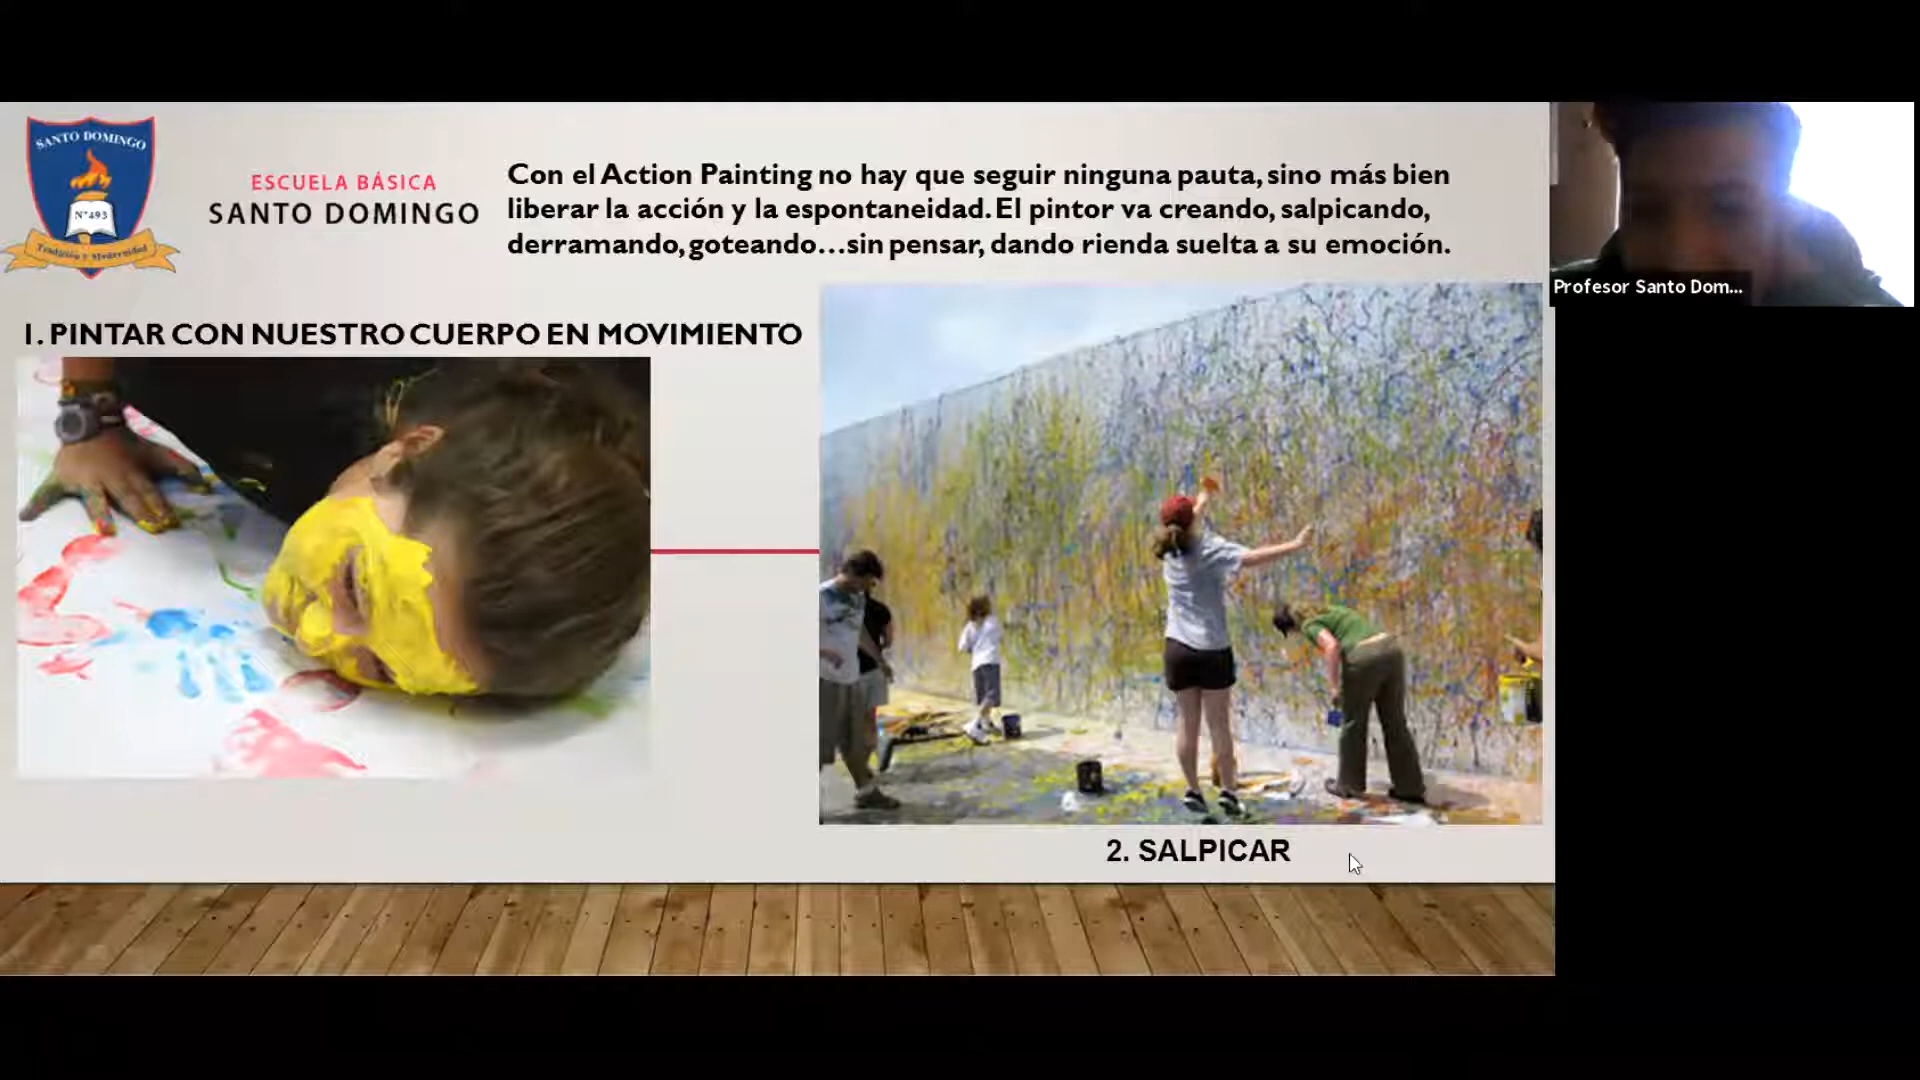 SANTO DOMINGO
N°493
Tradición y Modernidad
ESCUELA BÁSICA
SANTO DOMINGO
Con el Action Painting no hay que seguir ninguna pauta, sino más bien
liberar la acción y la espontaneidad. El pintor va creando, salpicando,
derramando, goteando...sin pensar, dando rienda suelta a su emoción.
1. PINTAR CON NUESTRO CUERPO EN MOVIMIENTO
2. SALPICAR
Profesor Santo Dom...